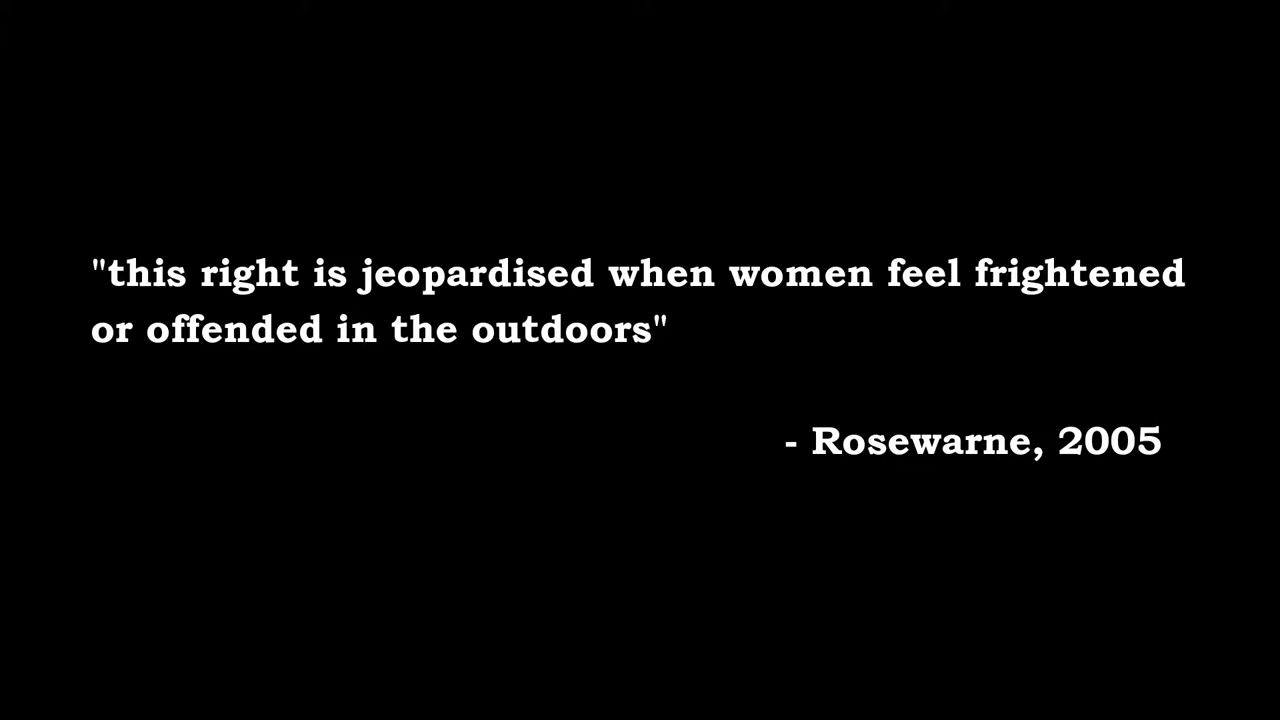 "this right is jeopardised when women feel frightened
or offended in the outdoors"
- Rosewarne, 2005